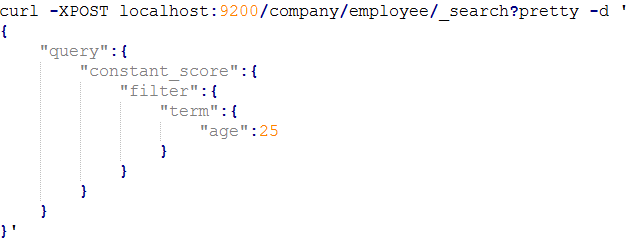 curl -XPOST localhost:9200/company/employee/_search?pretty -d '
{
    "query":{
        "constant_score":{
            "filter":{
                "term":{
                    "age":25
                }
            }
        }
    }
}'